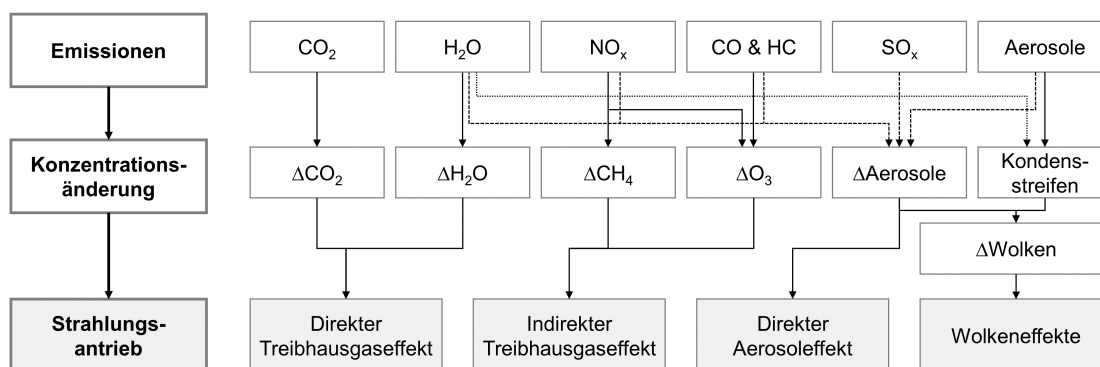 Emissionen
CO₂
H₂O
NOₓ
CO & HC
SOₓ
Aerosole
Konzentrations-
änderung
ΔCO₂
ΔH₂O
ΔCH₄
ΔO₃
ΔAerosole
Kondens-
streifen
ΔWolken
Strahlungs-
antrieb
Direkter
Treibhausgaseffekt
Indirekter
Treibhausgaseffekt
Direkter
Aerosoleffekt
Wolkeneffekte